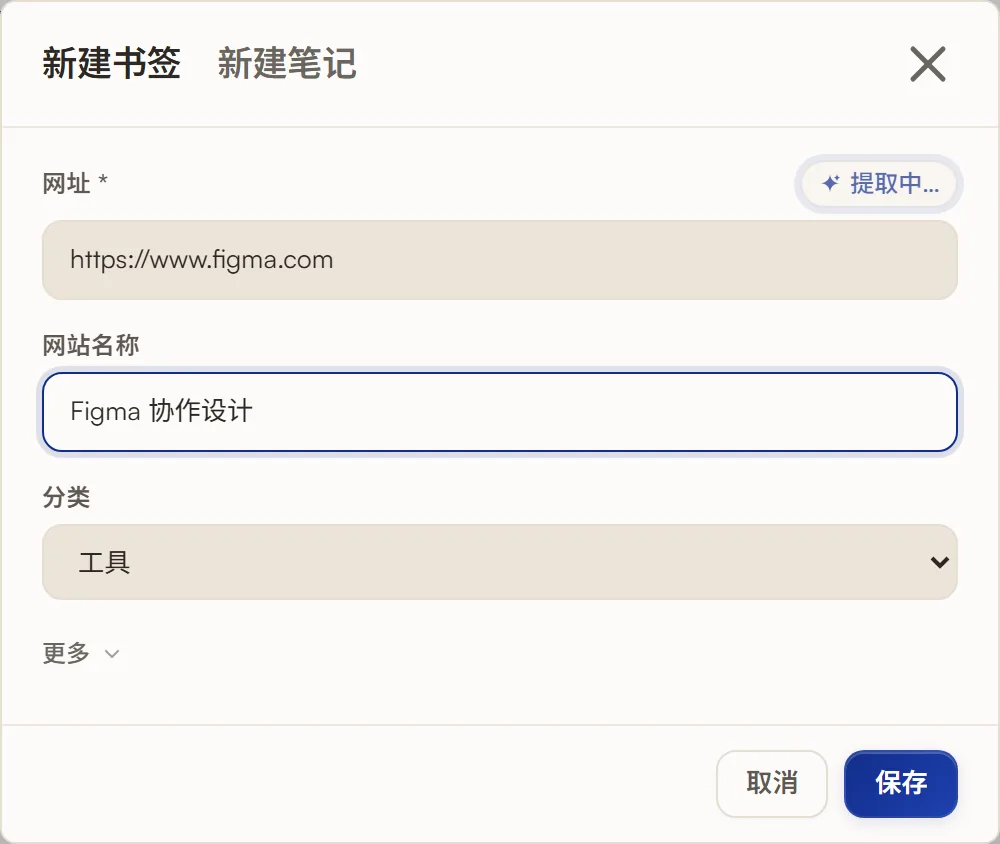 新建书签 新建笔记
网址 *
提取中...
https://www.figma.com
网站名称
Figma 协作设计
分类
工具
更多
取消 保存